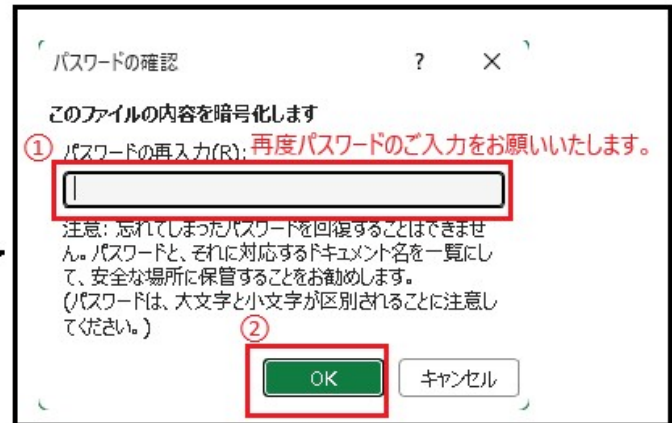 パスワードの確認 ? ×
このファイルの内容を暗号化します
① パスワードの再入力(R): 再度パスワードのご入力をお願いいたします。
注意: 忘れてしまったパスワードを回復することはできませ
ん。パスワードと、それに対応するドキュメント名を一覧にし
て、安全な場所に保管することをお勧めします。
(パスワードは、大文字と小文字が区別されることに注意し
てください。)
②
OK キャンセル